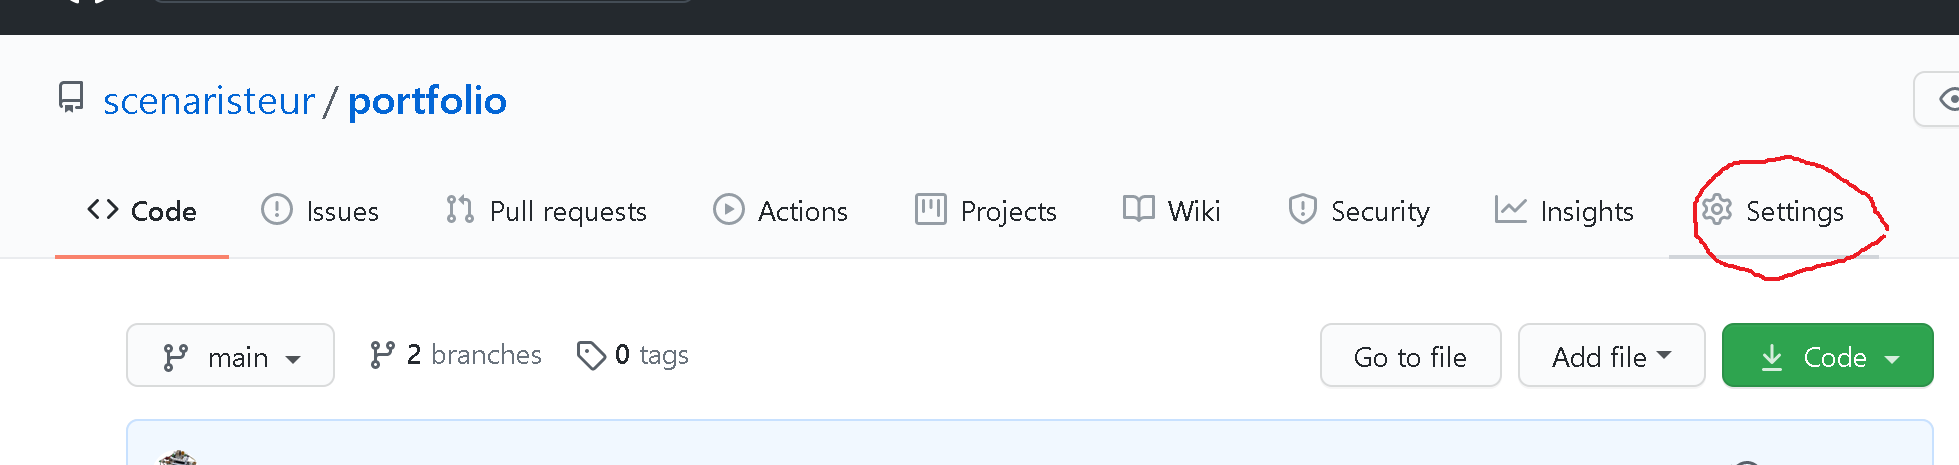 scenaristeur / portfolio
Code Issues Pull requests Actions Projects Wiki Security Insights Settings
main 2 branches 0 tags Go to file Add file Code